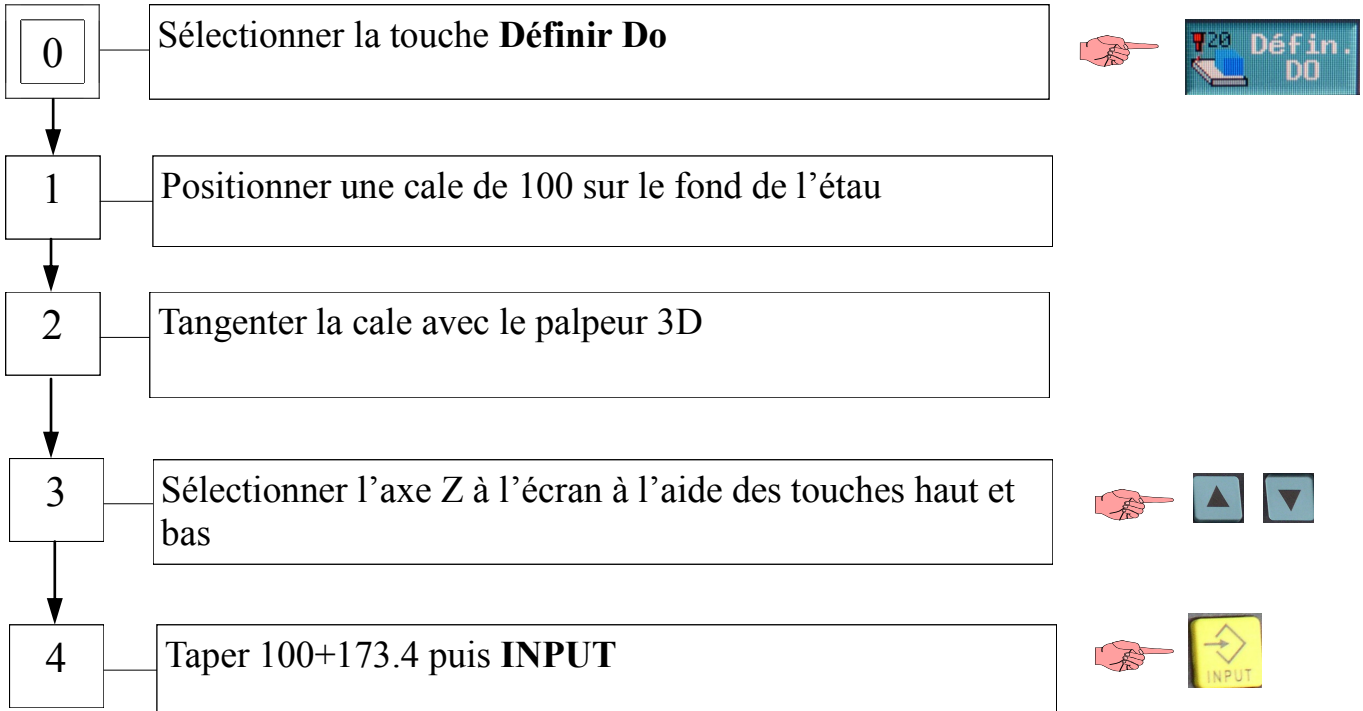 0
Sélectionner la touche Définir Do
20 Défin.
DO
1
Positionner une cale de 100 sur le fond de l’étau
2
Tangenter la cale avec le palpeur 3D
3
Sélectionner l’axe Z à l’écran à l’aide des touches haut et
bas
4
Taper 100+173.4 puis INPUT
INPUT